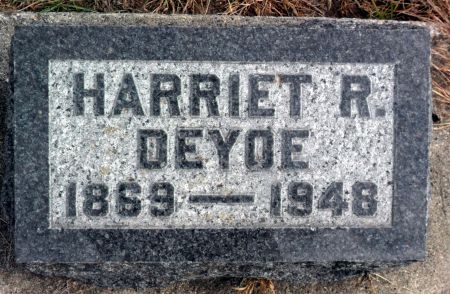 HARRIET R.
DEYOE
1869 — 1948